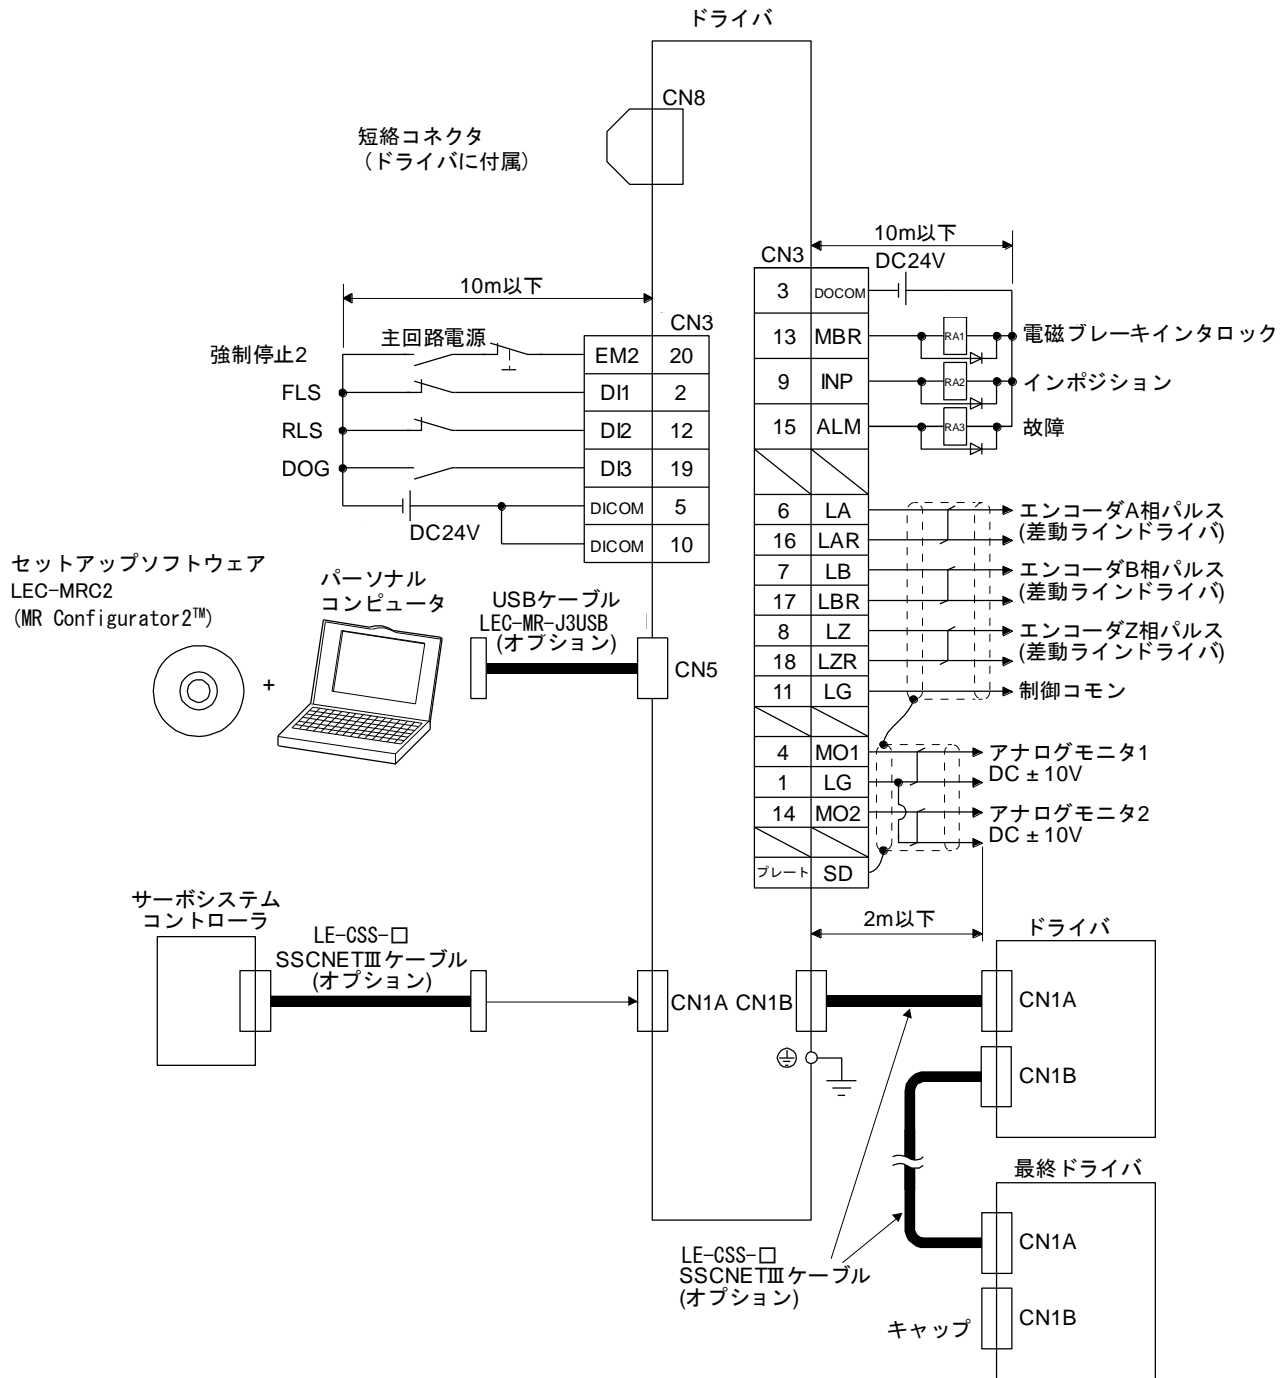 ドライバ
CN8
短絡コネクタ
（ドライバに付属）
10m以下
CN3
主回路電源
強制停止2
EM2 20
FLS
DI1 2
RLS
DI2 12
DOG
DI3 19
DICOM 5
DC24V
DICOM 10
10m以下
CN3
DC24V
3 DOCOM
13 MBR
RA1
電磁ブレーキインタロック
9 INP
RA2
インポジション
15 ALM
RA3
故障
6 LA
エンコーダA相パルス
(差動ラインドライバ)
16 LAR
7 LB
エンコーダB相パルス
(差動ラインドライバ)
17 LBR
8 LZ
エンコーダZ相パルス
(差動ラインドライバ)
18 LZR
11 LG
制御コモン
4 MO1
アナログモニタ1
DC±10V
1 LG
14 MO2
アナログモニタ2
DC±10V
プレート SD
2m以下
セットアップソフトウェア
LEC-MRC2
(MR Configurator2™)
+
パーソナル
コンピュータ
USBケーブル
LEC-MR-J3USB
(オプション)
CN5
サーボシステム
コントローラ
LE-CSS-□
SSCNETⅢケーブル
(オプション)
CN1A
CN1B
ドライバ
CN1A
CN1B
最終ドライバ
CN1A
LE-CSS-□
SSCNETⅢケーブル
(オプション)
キャップ
CN1B